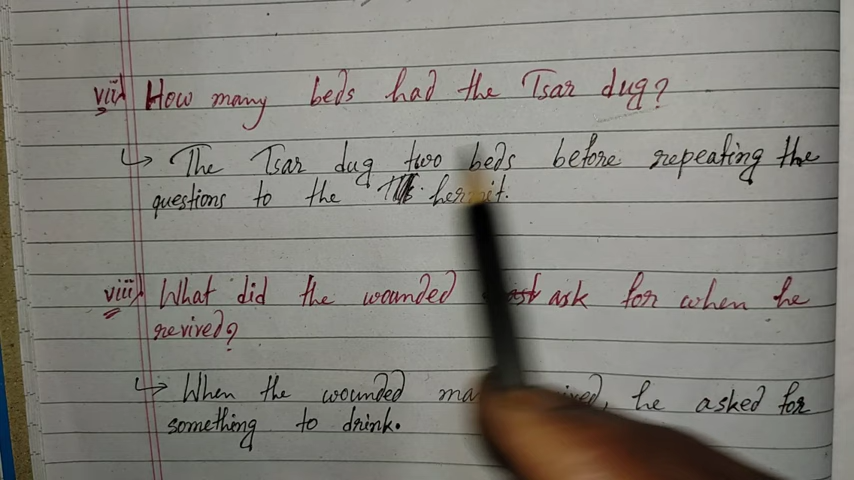 vii) How many beds had the Tsar dug?
↳ The Tsar dug two beds before repeating the
questions to the hermit.
viii) What did the wounded ask for when he
revived?
↳ When the wounded he asked for
something to drink.